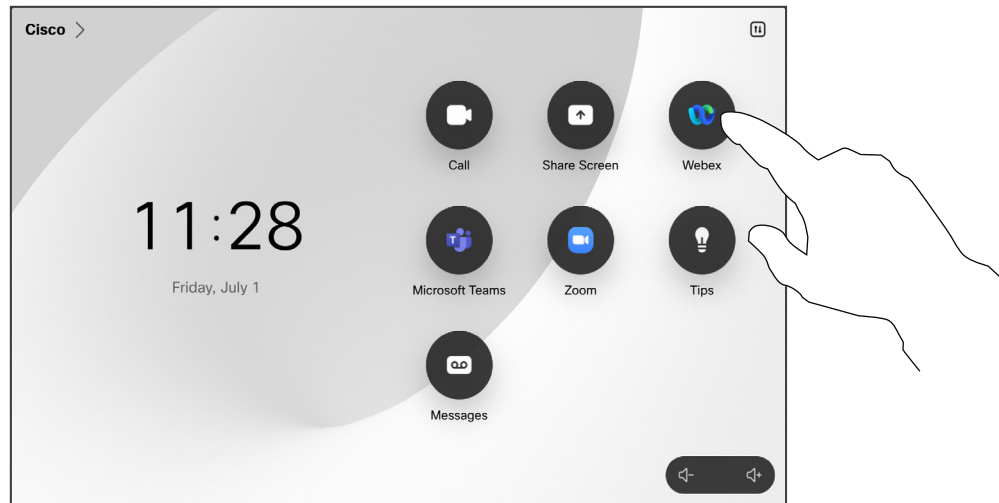 Cisco
Call
Share Screen
Webex
11:28
Friday, July 1
Microsoft Teams
Zoom
Tips
Messages